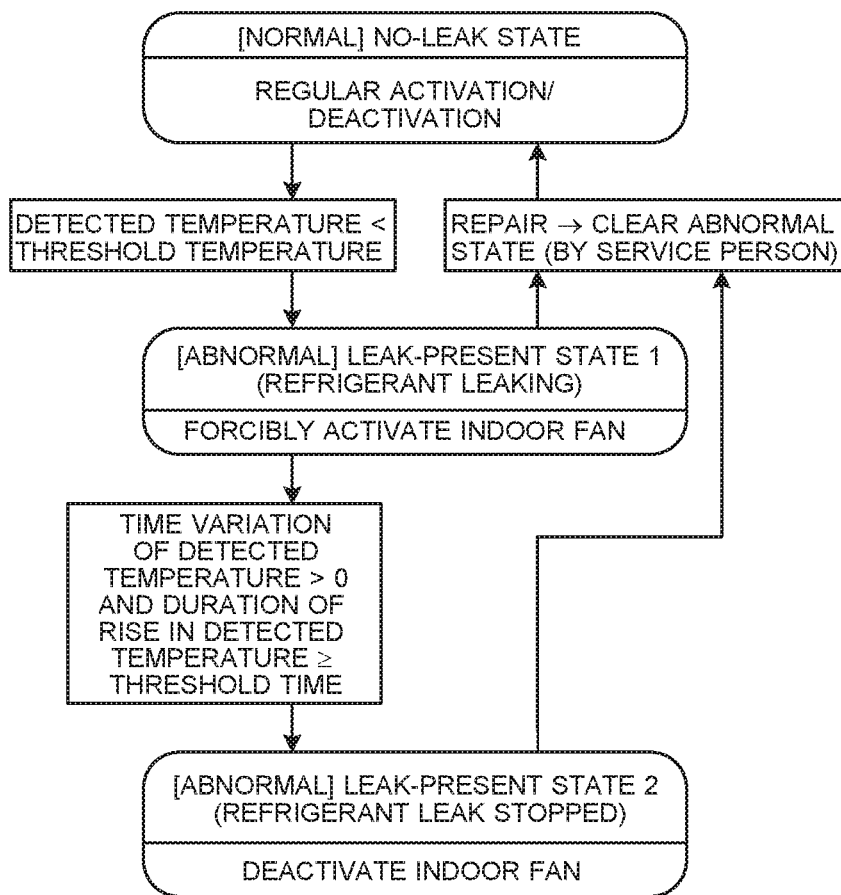 [NORMAL] NO-LEAK STATE
REGULAR ACTIVATION/
DEACTIVATION
DETECTED TEMPERATURE <
THRESHOLD TEMPERATURE
REPAIR → CLEAR ABNORMAL
STATE (BY SERVICE PERSON)
[ABNORMAL] LEAK-PRESENT STATE 1
(REFRIGERANT LEAKING)
FORCIBLY ACTIVATE INDOOR FAN
TIME VARIATION
OF DETECTED
TEMPERATURE > 0
AND DURATION OF
RISE IN DETECTED
TEMPERATURE ≥
THRESHOLD TIME
[ABNORMAL] LEAK-PRESENT STATE 2
(REFRIGERANT LEAK STOPPED)
DEACTIVATE INDOOR FAN